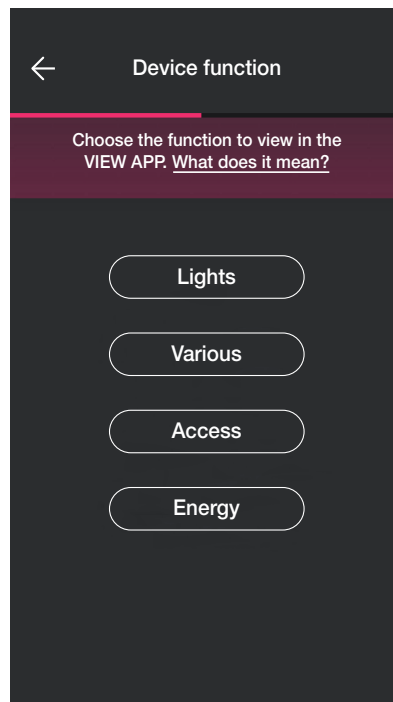 Device function
Choose the function to view in the
VIEW APP. What does it mean?
Lights
Various
Access
Energy